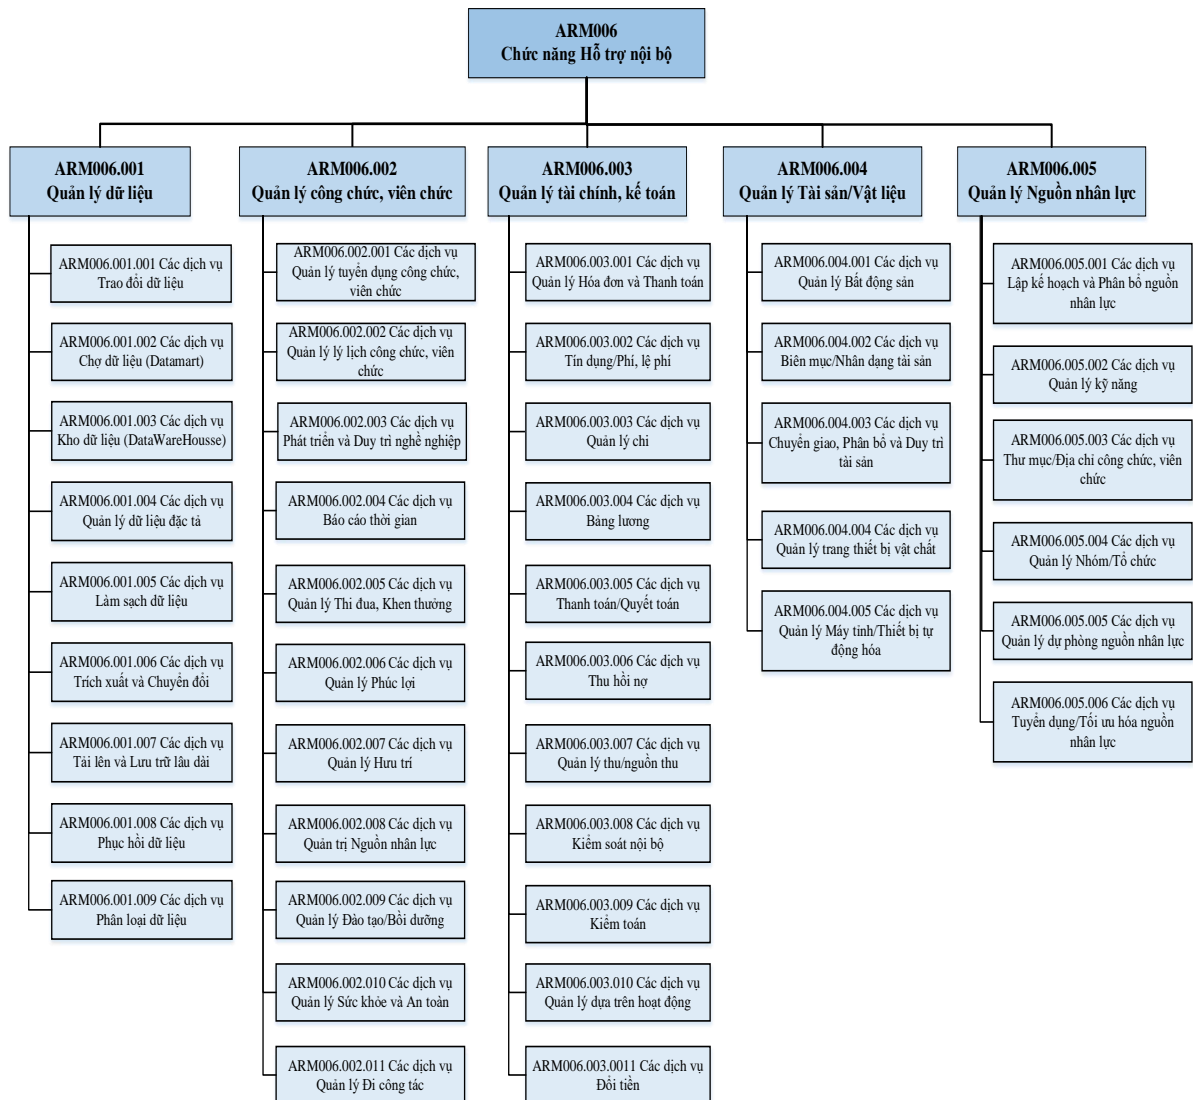 ARM006
Chức năng Hỗ trợ nội bộ
ARM006.001
Quản lý dữ liệu
ARM006.001.001 Các dịch vụ
Trao đổi dữ liệu
ARM006.001.002 Các dịch vụ
Chợ dữ liệu (Datamart)
ARM006.001.003 Các dịch vụ
Kho dữ liệu (DataWareHousse)
ARM006.001.004 Các dịch vụ
Quản lý dữ liệu đặc tả
ARM006.001.005 Các dịch vụ
Làm sạch dữ liệu
ARM006.001.006 Các dịch vụ
Trích xuất và Chuyển đổi
ARM006.001.007 Các dịch vụ
Tải lên và Lưu trữ lâu dài
ARM006.001.008 Các dịch vụ
Phục hồi dữ liệu
ARM006.001.009 Các dịch vụ
Phân loại dữ liệu
ARM006.002
Quản lý công chức, viên chức
ARM006.002.001 Các dịch vụ
Quản lý tuyển dụng công chức,
viên chức
ARM006.002.002 Các dịch vụ
Quản lý lý lịch công chức, viên
chức
ARM006.002.003 Các dịch vụ
Phát triển và Duy trì nghề nghiệp
ARM006.002.004 Các dịch vụ
Báo cáo thời gian
ARM006.002.005 Các dịch vụ
Quản lý Thi đua, Khen thưởng
ARM006.002.006 Các dịch vụ
Quản lý Phúc lợi
ARM006.002.007 Các dịch vụ
Quản lý Hưu trí
ARM006.002.008 Các dịch vụ
Quản trị Nguồn nhân lực
ARM006.002.009 Các dịch vụ
Quản lý Đào tạo/Bồi dưỡng
ARM006.002.010 Các dịch vụ
Quản lý Sức khỏe và An toàn
ARM006.002.011 Các dịch vụ
Quản lý Đi công tác
ARM006.003
Quản lý tài chính, kế toán
ARM006.003.001 Các dịch vụ
Quản lý Hóa đơn và Thanh toán
ARM006.003.002 Các dịch vụ
Tín dụng/Phí, lệ phí
ARM006.003.003 Các dịch vụ
Quản lý chi
ARM006.003.004 Các dịch vụ
Bảng lương
ARM006.003.005 Các dịch vụ
Thanh toán/Quyết toán
ARM006.003.006 Các dịch vụ
Thu hồi nợ
ARM006.003.007 Các dịch vụ
Quản lý thu/nguồn thu
ARM006.003.008 Các dịch vụ
Kiểm soát nội bộ
ARM006.003.009 Các dịch vụ
Kiểm toán
ARM006.003.010 Các dịch vụ
Quản lý dựa trên hoạt động
ARM006.003.0011 Các dịch vụ
Đổi tiền
ARM006.004
Quản lý Tài sản/Vật liệu
ARM006.004.001 Các dịch vụ
Quản lý Bất động sản
ARM006.004.002 Các dịch vụ
Biên mục/Nhân dạng tài sản
ARM006.004.003 Các dịch vụ
Chuyển giao, Phân bổ và Duy trì
tài sản
ARM006.004.004 Các dịch vụ
Quản lý trang thiết bị vật chất
ARM006.004.005 Các dịch vụ
Quản lý Máy tính/Thiết bị tự
động hóa
ARM006.005
Quản lý Nguồn nhân lực
ARM006.005.001 Các dịch vụ
Lập kế hoạch và Phân bổ nguồn
nhân lực
ARM006.005.002 Các dịch vụ
Quản lý kỹ năng
ARM006.005.003 Các dịch vụ
Thư mục/Địa chỉ công chức, viên
chức
ARM006.005.004 Các dịch vụ
Quản lý Nhóm/Tổ chức
ARM006.005.005 Các dịch vụ
Quản lý dự phòng nguồn nhân lực
ARM006.005.006 Các dịch vụ
Tuyển dụng/Tối ưu hóa nguồn
nhân lực